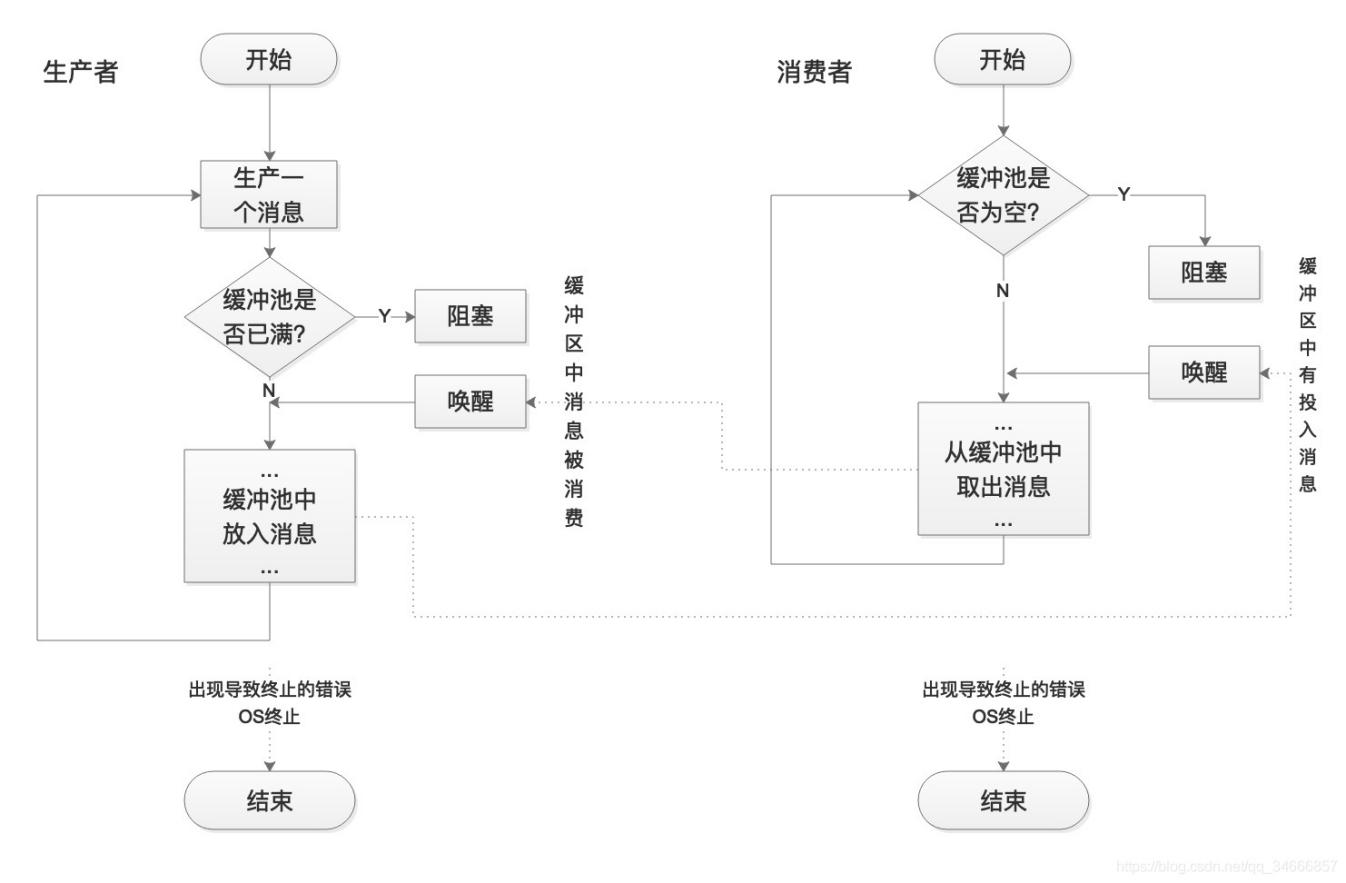 生产者
开始
生产一
个消息
缓冲池是
否已满?
Y
阻塞
N
唤醒
...
缓冲池中
放入消息
...
缓冲区中消息被消费
出现导致终止的错误
OS终止
结束
消费者
开始
缓冲池是
否为空?
Y
阻塞
N
唤醒
...
从缓冲池中
取出消息
...
缓冲区中有投入消息
出现导致终止的错误
OS终止
结束
https://blog.csdn.net/qq_34666857